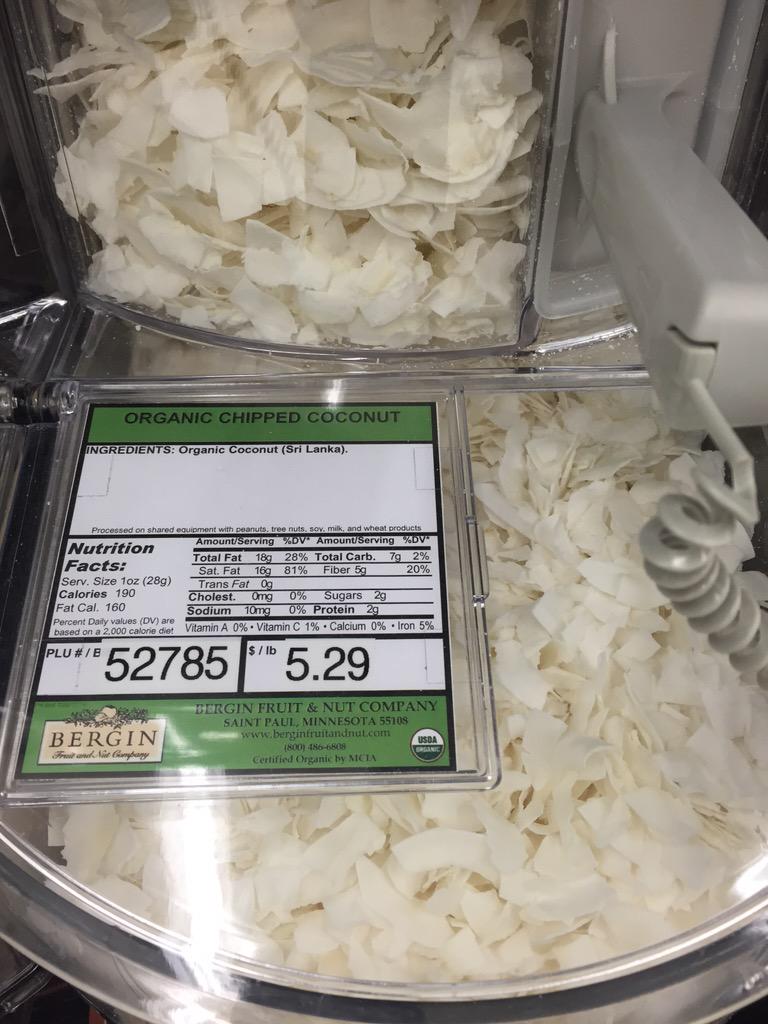 ORGANIC CHIPPED COCONUT
INGREDIENTS: Organic Coconut (Sri Lanka).
Processed on shared equipment with peanuts, tree nuts, soy, milk, and wheat products
Nutrition
Facts:
Serv. Size 1oz (28g)
Calories 190
Fat Cal. 160
Percent Daily values (DV) are
based on a 2,000 calorie diet
Amount/Serving %DV* Amount/Serving %DV*
Total Fat 18g 28% Total Carb. 7g 2%
Sat. Fat 16g 81% Fiber 5g 20%
Trans Fat 0g
Cholest. 0mg 0% Sugars 2g
Sodium 10mg 0% Protein 2g
Vitamin A 0% • Vitamin C 1% • Calcium 0% • Iron 5%
PLU # / B 52785 $ / lb 5.29
BERGIN
Fruit and Nut Company
BERGIN FRUIT & NUT COMPANY
SAINT PAUL, MINNESOTA 55108
www.berginfruitandnut.com
(800) 486-6808
Certified Organic by MCIA
USDA
ORGANIC